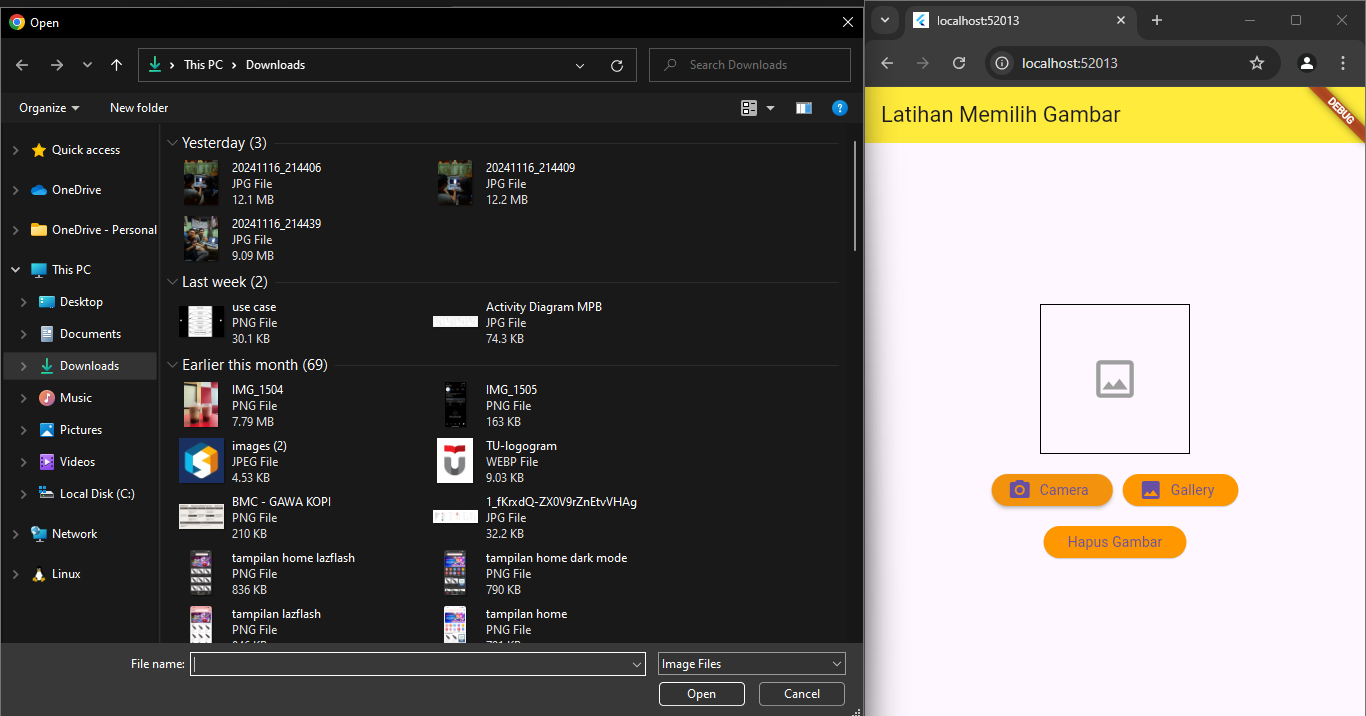 Open
This PC
Downloads
Search Downloads
Organize
New folder
?
Quick access
OneDrive
OneDrive - Personal
This PC
Desktop
Documents
Downloads
Music
Pictures
Videos
Local Disk (C:)
Network
Linux
Yesterday (3)
20241116_214406
JPG File
12.1 MB
20241116_214409
JPG File
12.2 MB
20241116_214439
JPG File
9.09 MB
Last week (2)
use case
PNG File
30.1 KB
Activity Diagram MPB
JPG File
74.3 KB
Earlier this month (69)
IMG_1504
PNG File
7.79 MB
IMG_1505
PNG File
163 KB
images (2)
JPEG File
4.53 KB
TU-logogram
WEBP File
9.03 KB
BMC - GAWA KOPI
PNG File
210 KB
1_fKrxdQ-ZX0V9rZnEtvVHAg
JPG File
32.2 KB
tampilan home lazflash
PNG File
836 KB
tampilan home dark mode
PNG File
790 KB
tampilan lazflash
PNG File
tampilan home
PNG File
File name:
Image Files
Open
Cancel
localhost:52013
localhost:52013
Latihan Memilih Gambar
DEBUG
Camera
Gallery
Hapus Gambar